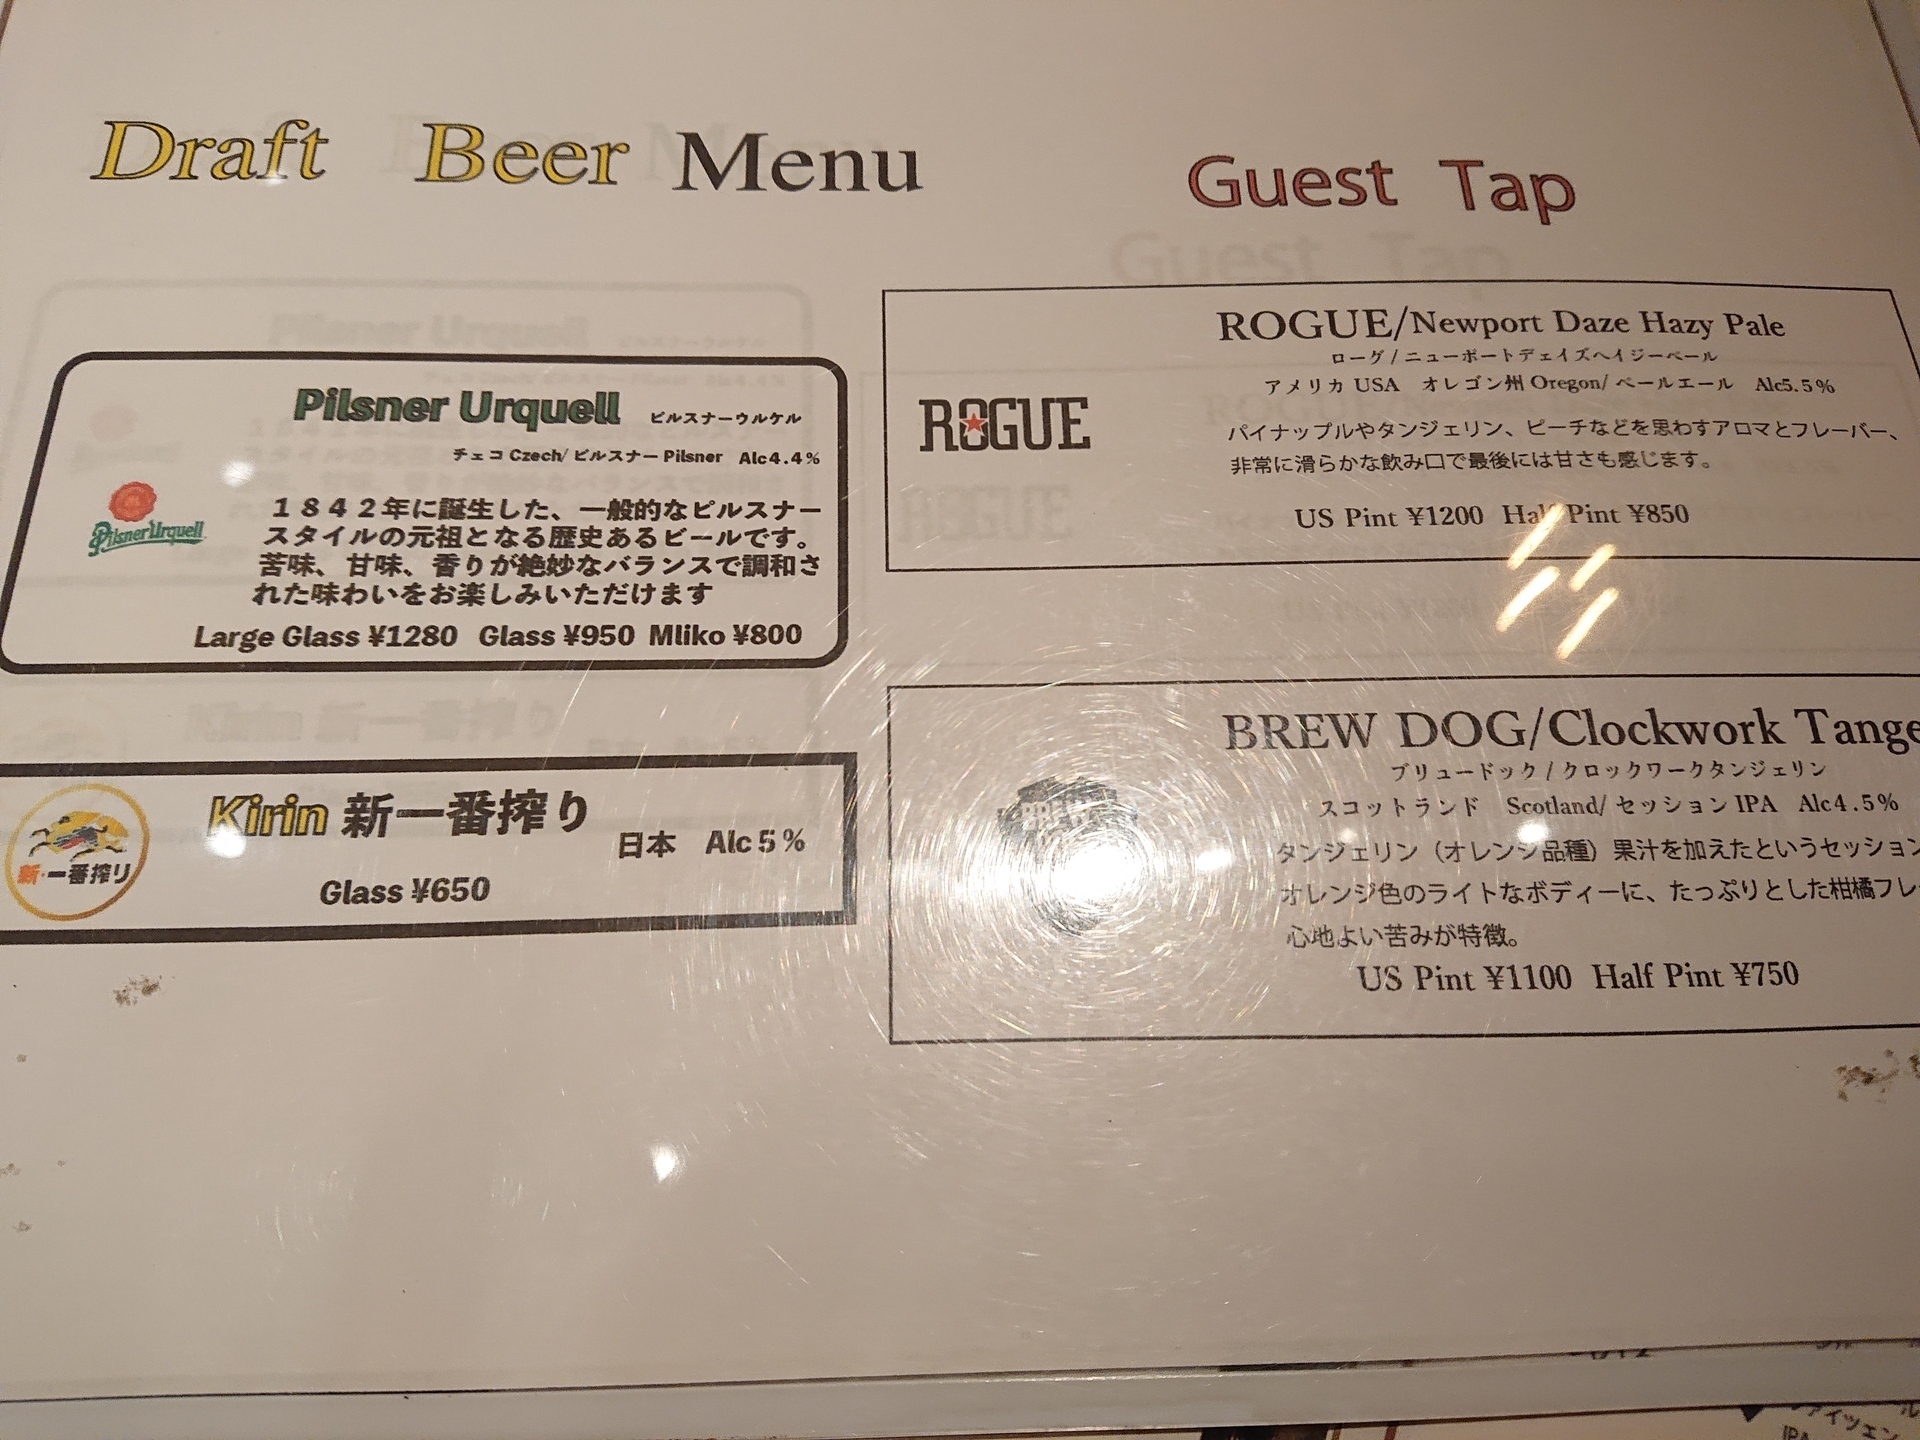 Draft Beer Menu
Pilsner Urquell ピルスナーウルケル
チェコ Czech/ ピルスナー Pilsner Alc4.4%
Pilsner Urquell
１８４２年に誕生した、一般的なピルスナー
スタイルの元祖となる歴史あるビールです。
苦味、甘味、香りが絶妙なバランスで調和さ
れた味わいをお楽しみいただけます
Large Glass ¥1280 Glass ¥950 Mliko ¥800
Kirin 新一番搾り
日本 Alc 5%
新・一番搾り
Glass ¥650
Guest Tap
ROGUE/Newport Daze Hazy Pale
ローグ / ニューポートデェイズヘイジーペール
アメリカ USA オレゴン州 Oregon/ ペールエール Alc5.5%
ROGUE
パイナップルやタンジェリン、ピーチなどを思わすアロマとフレーバー、
非常に滑らかな飲み口で最後には甘さも感じます。
US Pint ¥1200 Half Pint ¥850
BREW DOG/Clockwork Tange
ブリュードック / クロックワークタンジェリン
スコットランド Scotland/ セッション IPA Alc4.5%
BREW
タンジェリン（オレンジ品種）果汁を加えたというセッション
オレンジ色のライトなボディーに、たっぷりとした柑橘フレ
心地よい苦みが特徴。
US Pint ¥1100 Half Pint ¥750
IPA